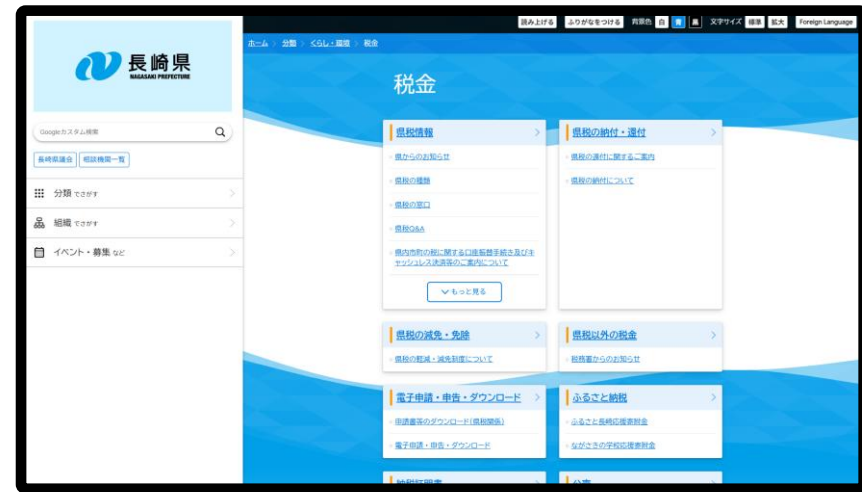 読み上げる ふりがなをつける 背景色 白 青 黒 文字サイズ 標準 拡大 Foreign Language
長崎県
NAGASAKI PREFECTURE
Googleカスタム検索
長崎県議会 相談機関一覧
分類 でさがす
組織 でさがす
イベント・募集 など
ホーム > 分類 > くらし・環境 > 税金
税金
県税情報
県からのお知らせ
県税の種類
県税の窓口
県税Q&A
県内市町の税に関する口座振替手続き及びキ
ャッシュレス決済等のご案内について
もっと見る
県税の納付・還付
県税の還付に関するご案内
県税の納付について
県税の減免・免除
県税の軽減・減免制度について
県税以外の税金
税務署からのお知らせ
電子申請・申告・ダウンロード
申請書等のダウンロード(県税関係)
電子申請・申告・ダウンロード
ふるさと納税
ふるさと長崎応援寄附金
ながさきの学校応援寄附金
納税証明書
公売